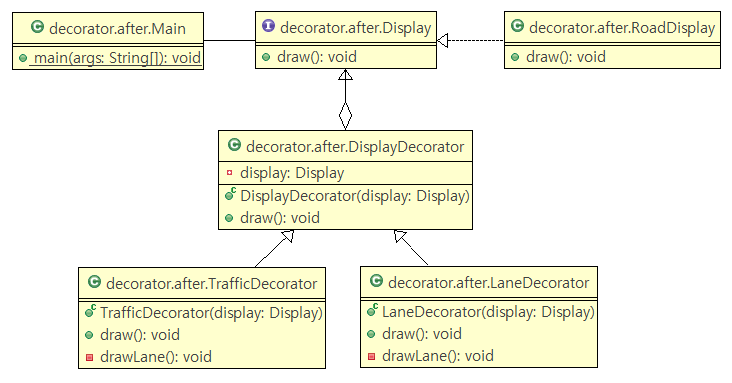 decorator.after.Main
main(args: String[]): void
decorator.after.Display
draw(): void
decorator.after.RoadDisplay
draw(): void
decorator.after.DisplayDecorator
display: Display
DisplayDecorator(display: Display)
draw(): void
decorator.after.TrafficDecorator
TrafficDecorator(display: Display)
draw(): void
drawLane(): void
decorator.after.LaneDecorator
LaneDecorator(display: Display)
draw(): void
drawLane(): void